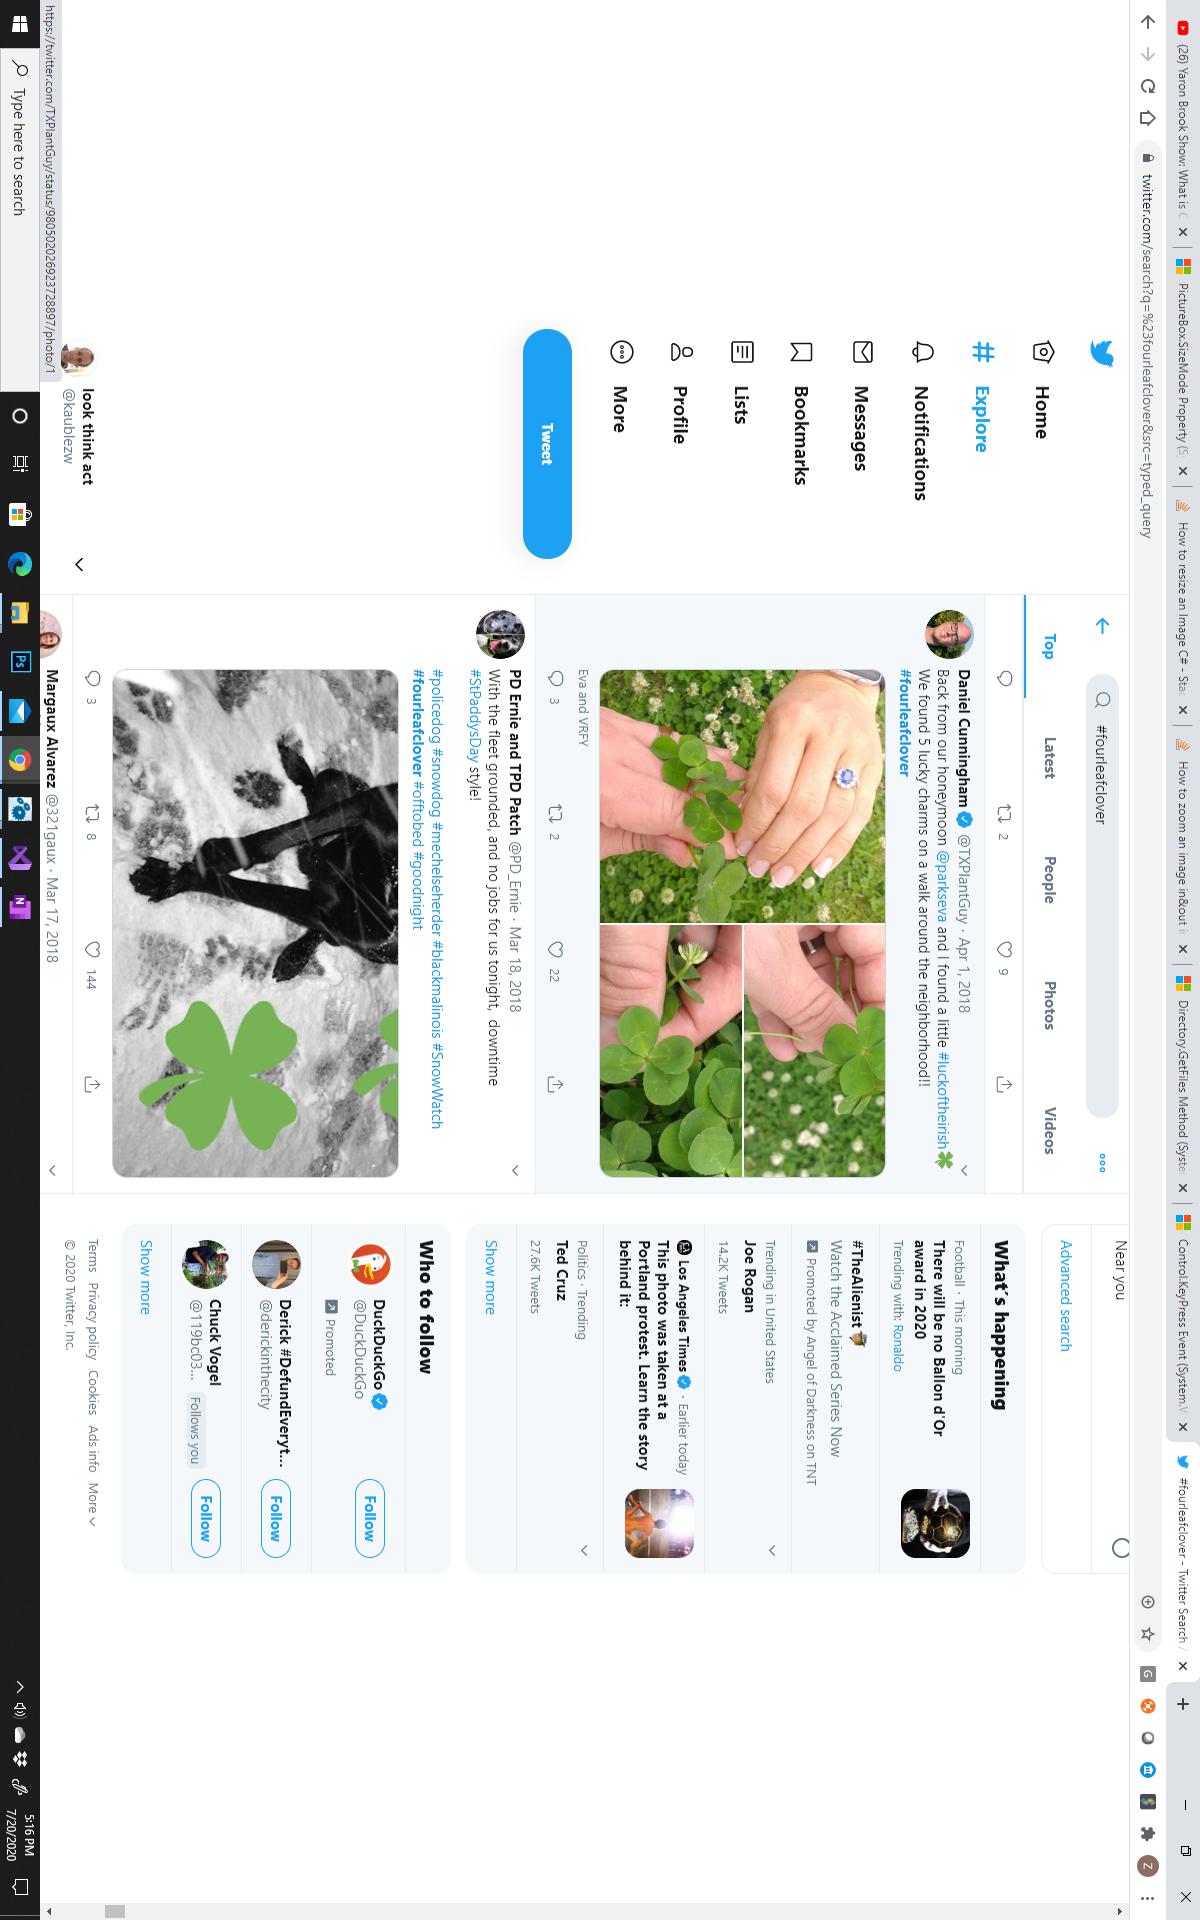 (26) Yaron Brook Show: What is C
PictureBox.SizeMode Property (S
How to resize an Image C# - Stac
How to zoom an image in&out in
Directory.GetFiles Method (Syste
Control.KeyPress Event (System.V
#fourleafclover - Twitter Search /
twitter.com/search?q=%23fourleafclover&src=typed_query
G
Z
Home
Explore
Notifications
Messages
Bookmarks
Lists
Profile
More
Tweet
look think act
@kaublezw
#fourleafclover
Top
Latest
People
Photos
Videos
2
9
Daniel Cunningham @TXPlantGuy · Apr 1, 2018
Back from our honeymoon @parkseva and I found a little #luckoftheirish
We found 5 lucky charms on a walk around the neighborhood!!
#fourleafclover
Eva and VRFY
3
2
22
PD Ernie and TPD Patch @PD_Ernie · Mar 18, 2018
With the fleet grounded, and no jobs for us tonight, downtime
#StPaddysDay style!
#policedog #snowdog #mechelseherder #blackmalinois #SnowWatch
#fourleafclover #offtobed #goodnight
3
8
144
Margaux Alvarez @321gaux · Mar 17, 2018
Near you
Advanced search
What's happening
Football · This morning
There will be no Ballon d'Or
award in 2020
Trending with: Ronaldo
#TheAlienist
Watch the Acclaimed Series Now
Promoted by Angel of Darkness on TNT
Trending in United States
Joe Rogan
14.2K Tweets
Los Angeles Times · Earlier today
This photo was taken at a
Portland protest. Learn the story
behind it:
Politics · Trending
Ted Cruz
27.6K Tweets
Show more
Who to follow
DuckDuckGo
@DuckDuckGo
Promoted
Follow
Derick #DefundEveryt...
@derickinthecity
Follow
Chuck Vogel
@119bc03...
Follows you
Follow
Show more
Terms Privacy policy Cookies Ads info More
© 2020 Twitter, Inc.
https://twitter.com/TXPlantGuy/status/980502026923728897/photo/1
Type here to search
Ps
N
5:16 PM
7/20/2020